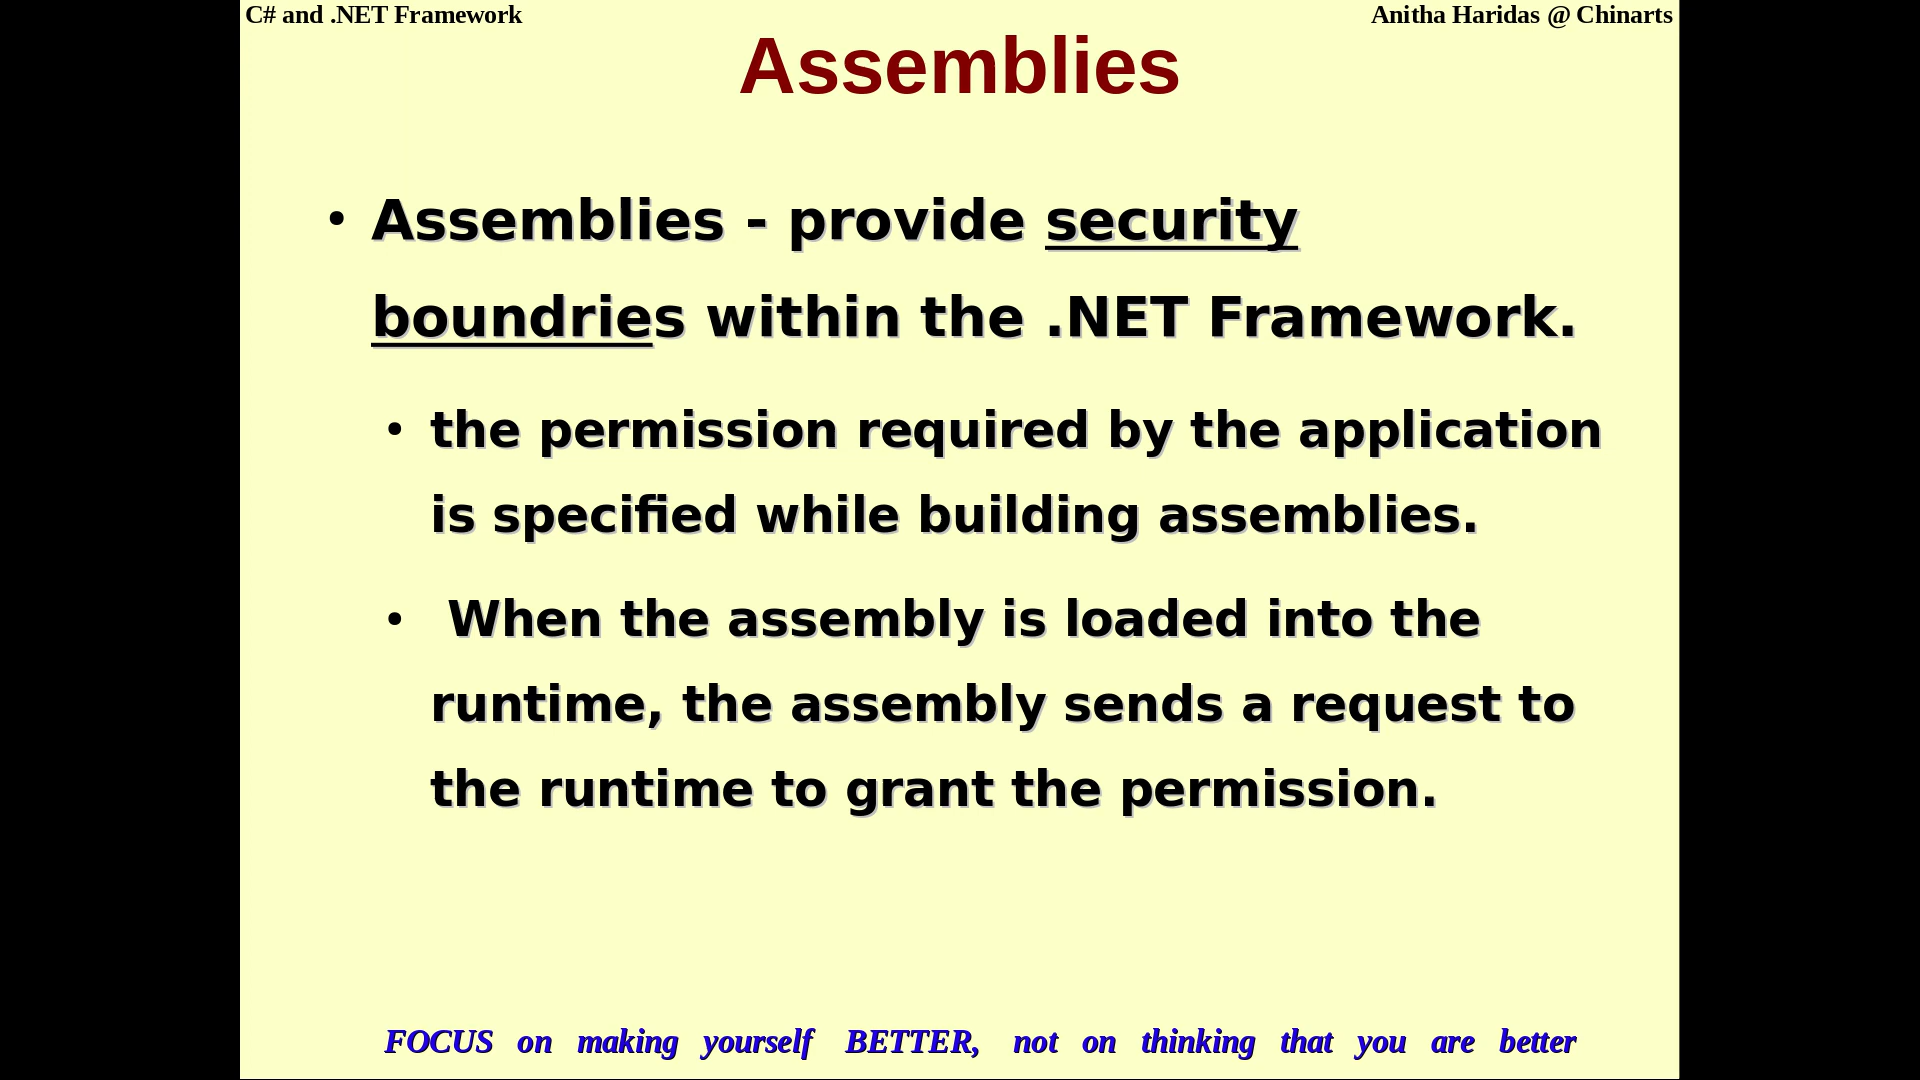 C# and .NET Framework
Anitha Haridas @ Chinarts
Assemblies
• Assemblies - provide security
boundries within the .NET Framework.
• the permission required by the application
is specified while building assemblies.
• When the assembly is loaded into the
runtime, the assembly sends a request to
the runtime to grant the permission.
FOCUS on making yourself BETTER, not on thinking that you are better